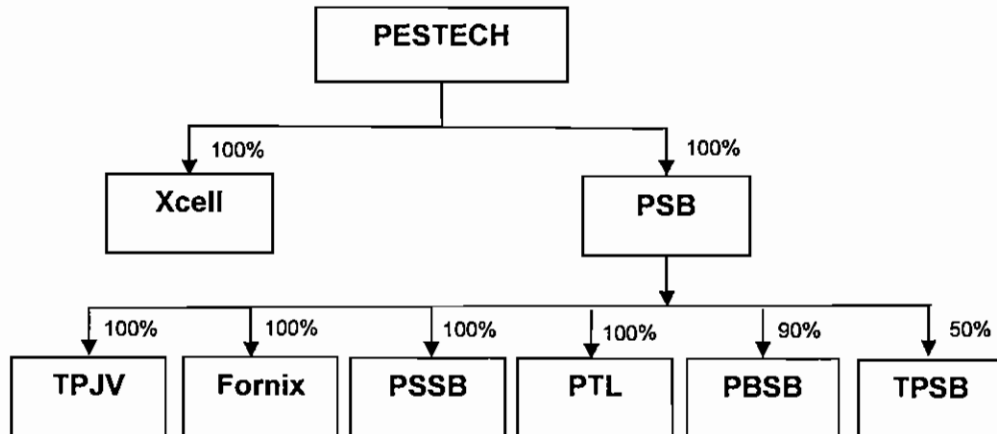 PESTECH
100%
100%
Xcell
PSB
100%
100%
100%
100%
90%
50%
TPJV
Fornix
PSSB
PTL
PBSB
TPSB